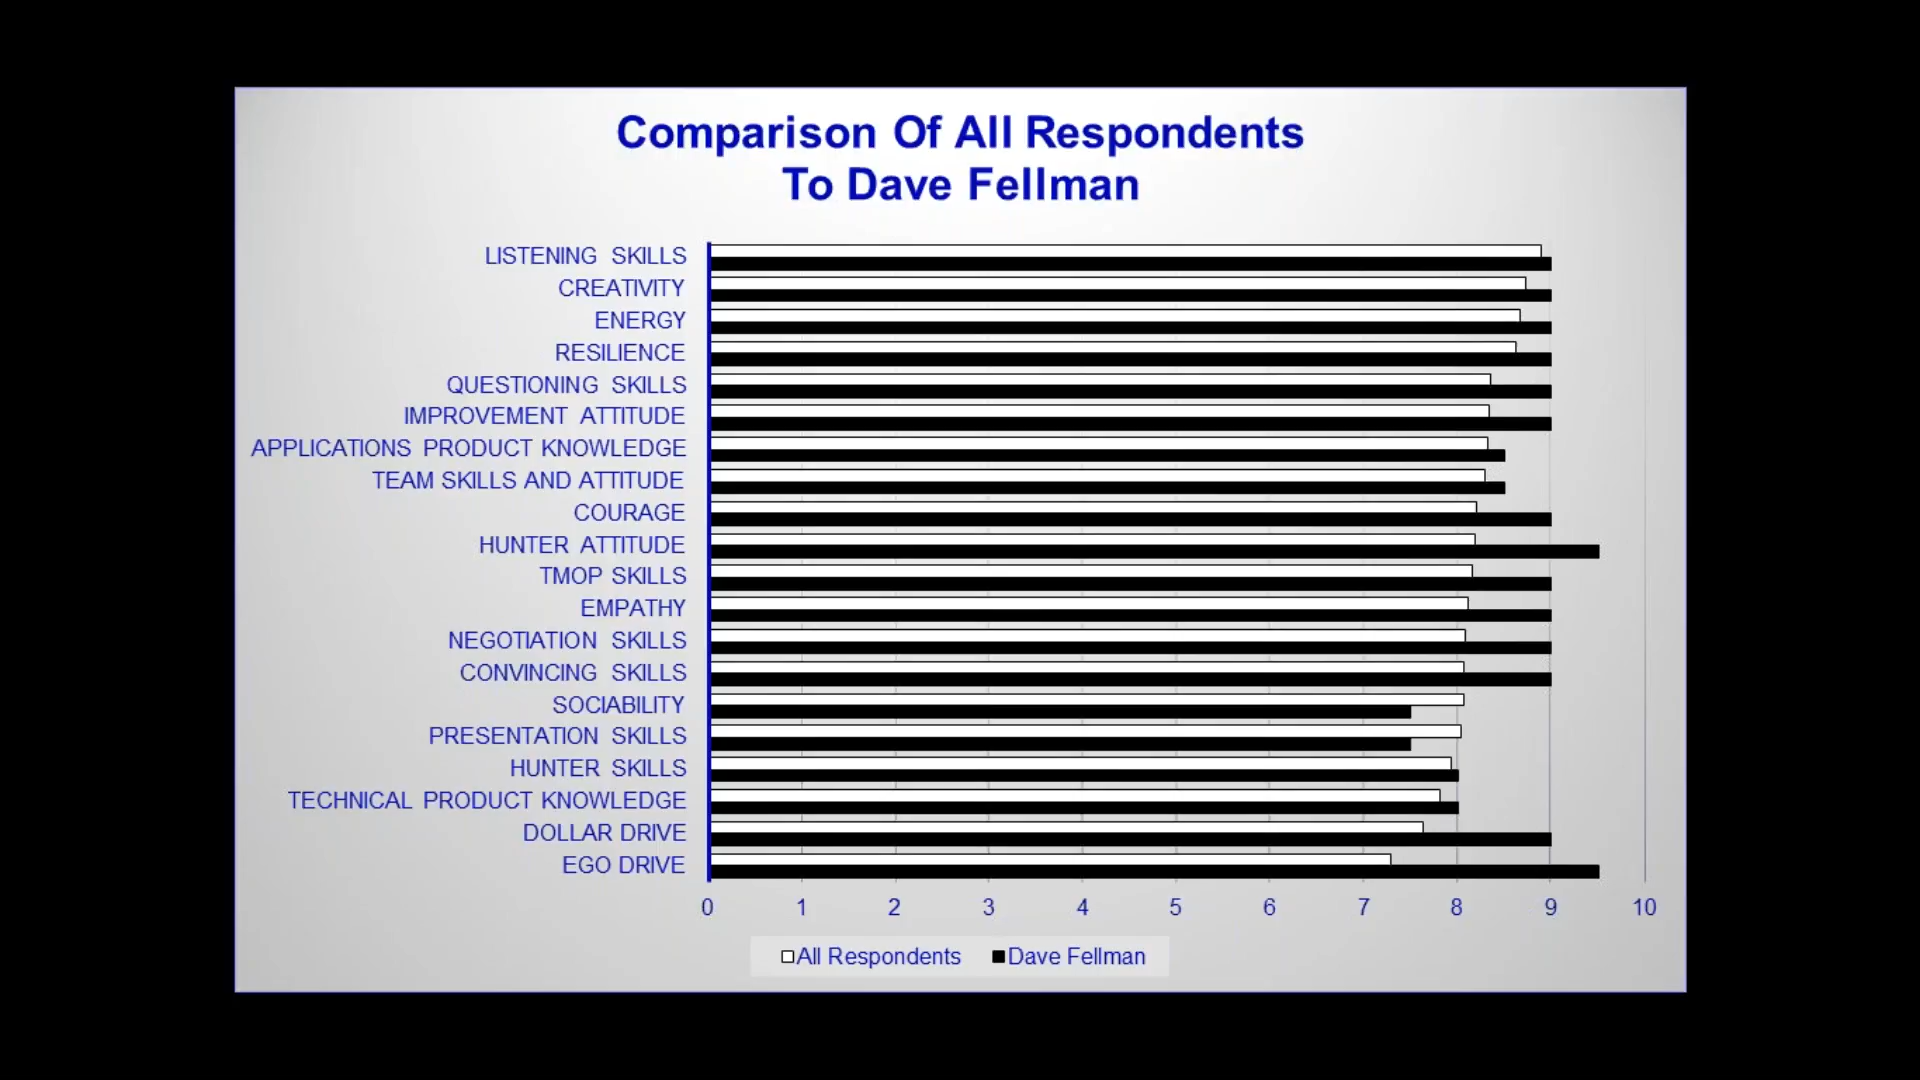 Comparison Of All Respondents
To Dave Fellman
LISTENING SKILLS
CREATIVITY
ENERGY
RESILIENCE
QUESTIONING SKILLS
IMPROVEMENT ATTITUDE
APPLICATIONS PRODUCT KNOWLEDGE
TEAM SKILLS AND ATTITUDE
COURAGE
HUNTER ATTITUDE
TMOP SKILLS
EMPATHY
NEGOTIATION SKILLS
CONVINCING SKILLS
SOCIABILITY
PRESENTATION SKILLS
HUNTER SKILLS
TECHNICAL PRODUCT KNOWLEDGE
DOLLAR DRIVE
EGO DRIVE
0 1 2 3 4 5 6 7 8 9 10
All Respondents Dave Fellman